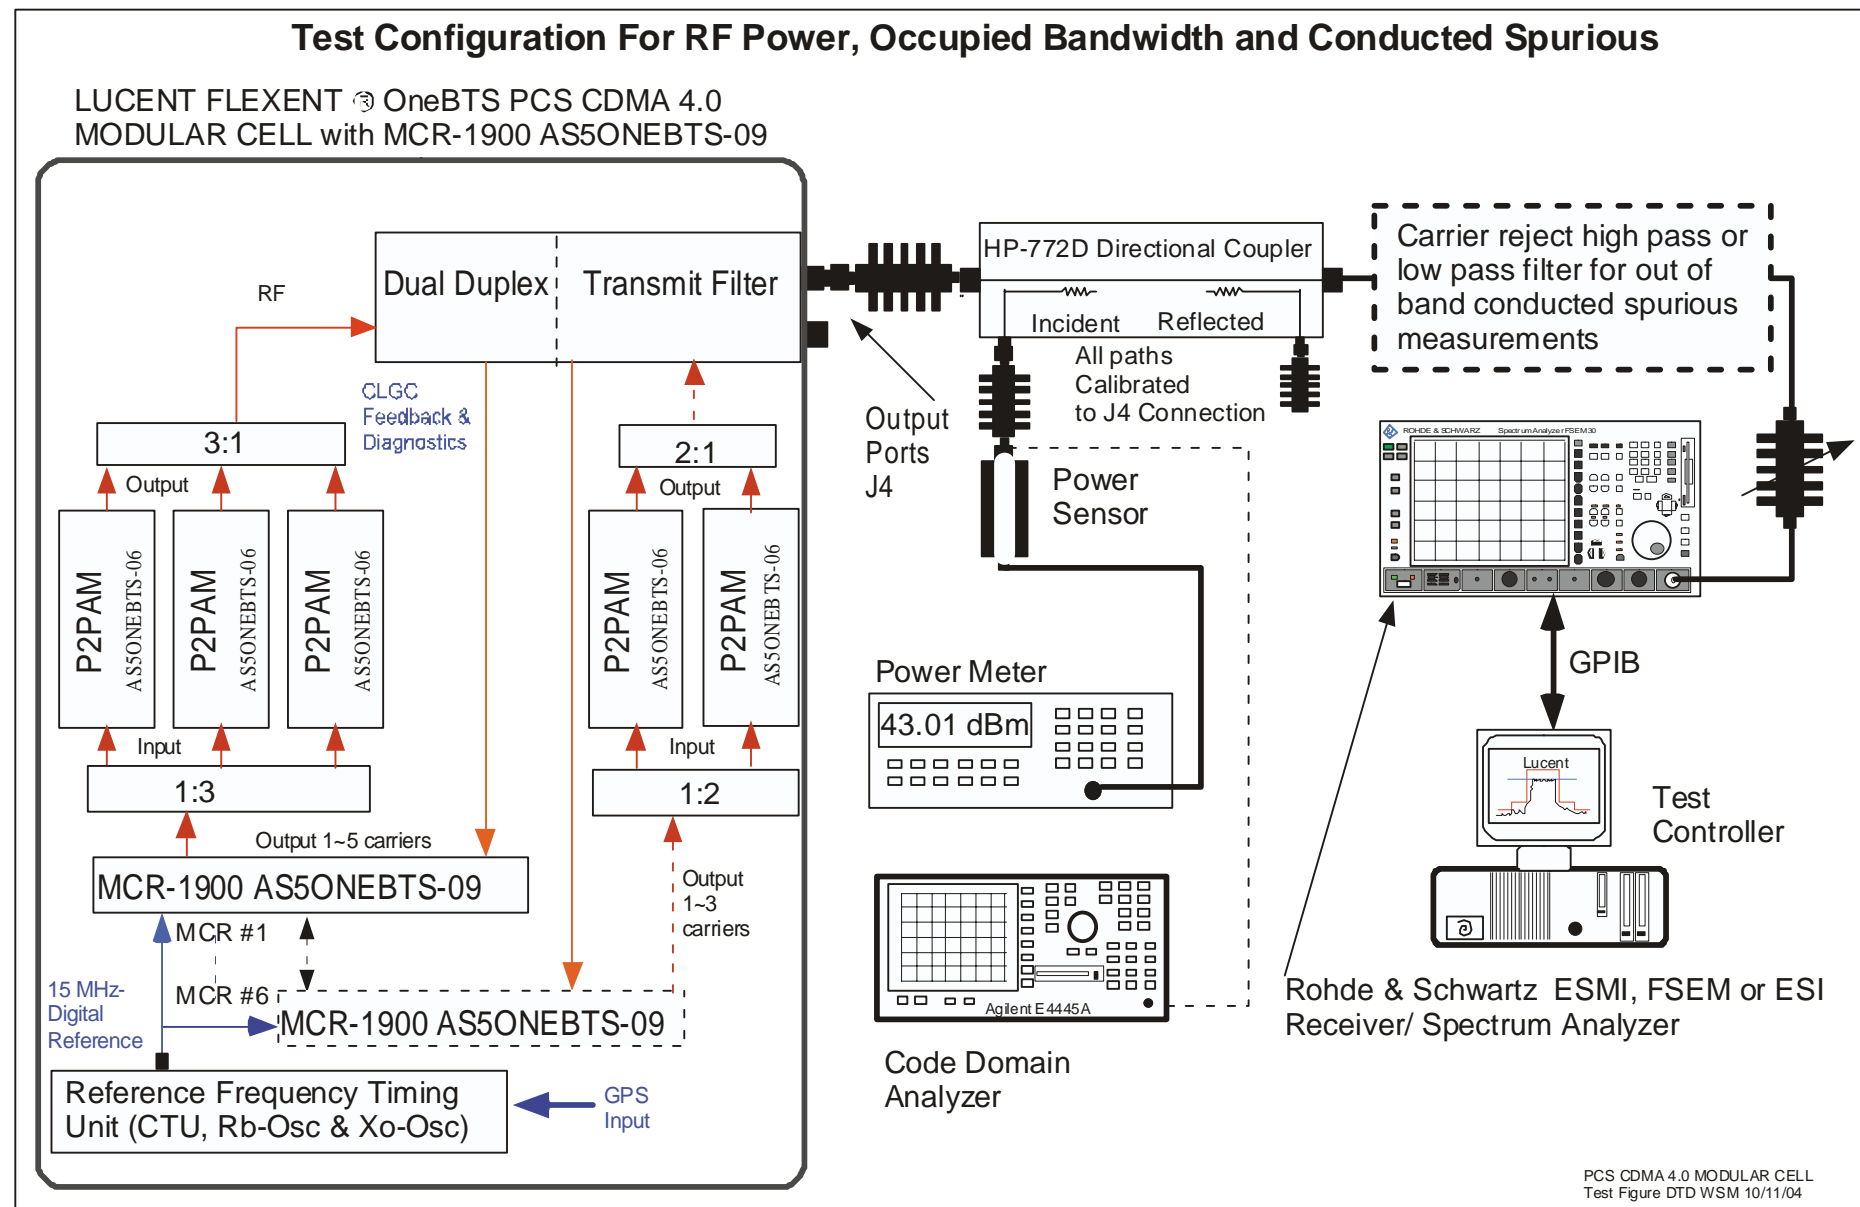 Test Configuration For RF Power, Occupied Bandwidth and Conducted Spurious
LUCENT FLEXENT ® OneBTS PCS CDMA 4.0
MODULAR CELL with MCR-1900 AS5ONEBTS-09
Dual Duplex
Transmit Filter
RF
CLGC
Feedback &
Diagnostics
3:1
2:1
Output
Output
P2PAM
AS5ONEBTS-06
P2PAM
AS5ONEBTS-06
P2PAM
AS5ONEBTS-06
P2PAM
AS5ONEBTS-06
P2PAM
AS5ONEBTS-06
Input
Input
1:3
1:2
Output 1~5 carriers
MCR-1900 AS5ONEBTS-09
Output
1~3
carriers
MCR #1
MCR #6
15 MHz-
Digital
Reference
MCR-1900 AS5ONEBTS-09
Reference Frequency Timing
Unit (CTU, Rb-Osc & Xo-Osc)
GPS
Input
Output
Ports
J4
HP-772D Directional Coupler
Incident
Reflected
All paths
Calibrated
to J4 Connection
Power
Sensor
Power Meter
43.01 dBm
Agilent E4445A
Code Domain
Analyzer
Carrier reject high pass or
low pass filter for out of
band conducted spurious
measurements
ROHDE & SCHWARZ Spectrum Analyzer FSEM 30
GPIB
Lucent
Test
Controller
Rohde & Schwartz ESMI, FSEM or ESI
Receiver/ Spectrum Analyzer
PCS CDMA 4.0 MODULAR CELL
Test Figure DTD WSM 10/11/04